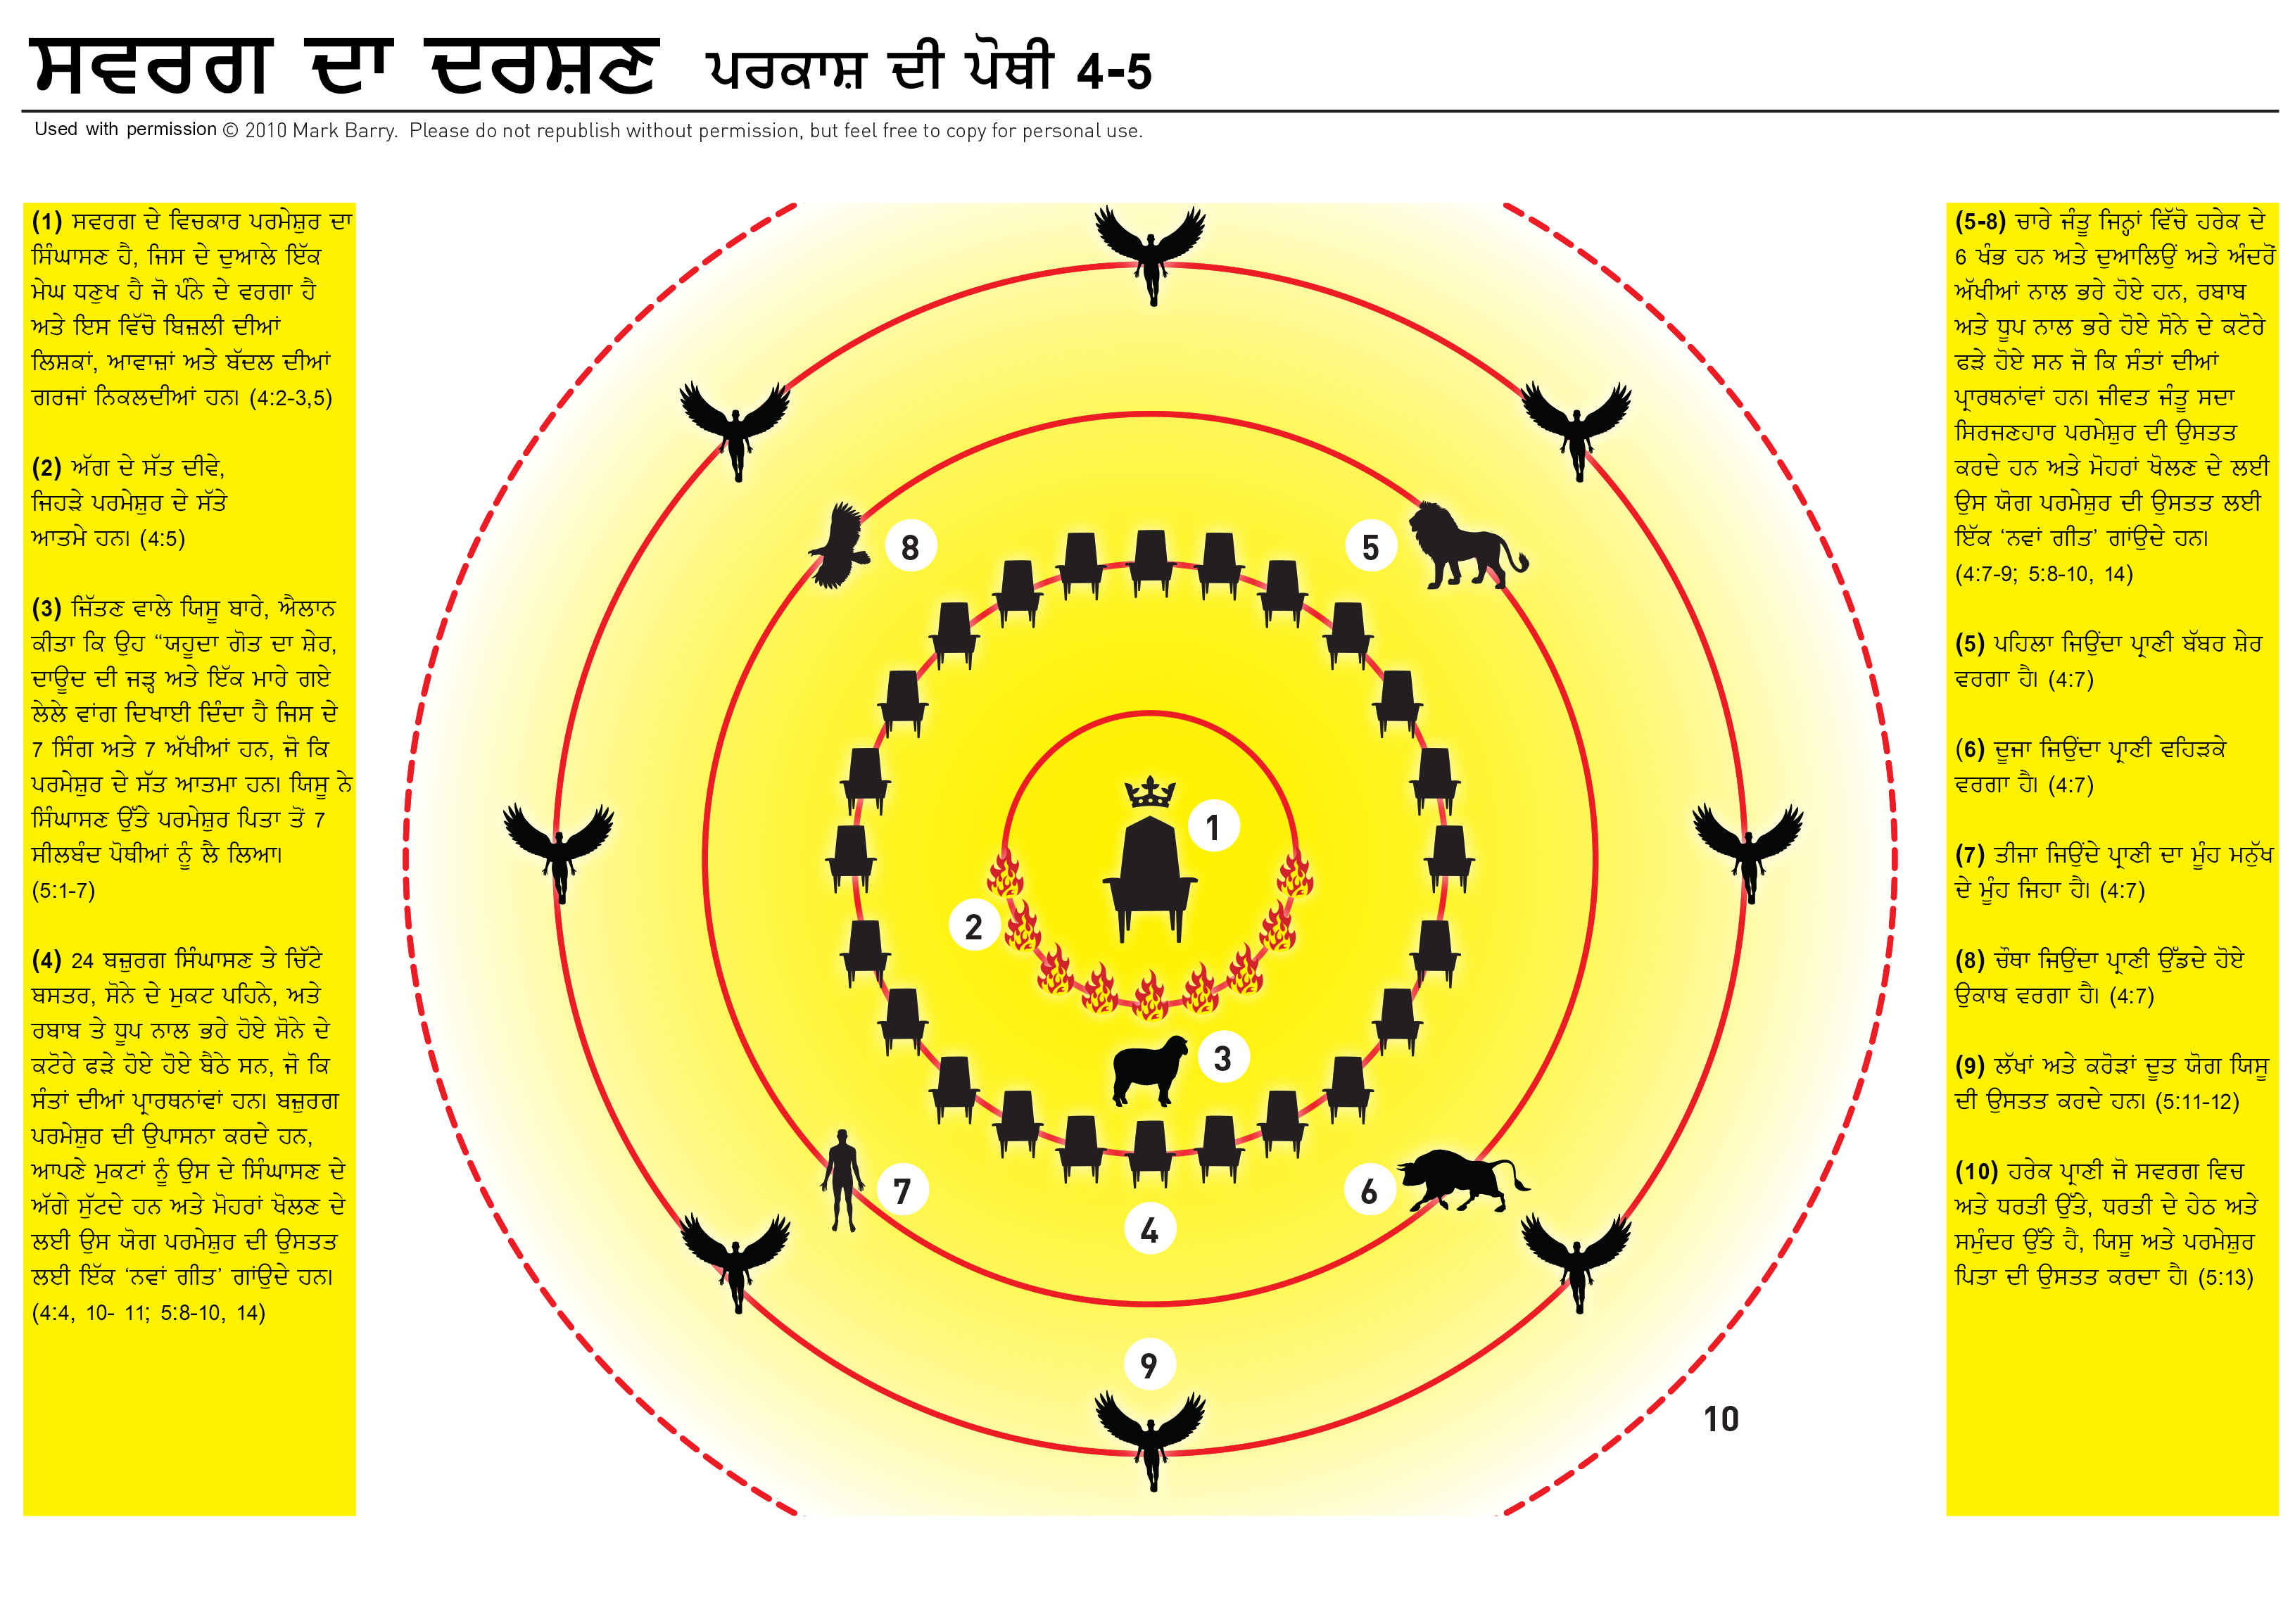 ਸਵਰਗ ਦਾ ਦਰਸ਼ਣ ਪਰਕਾਸ਼ ਦੀ ਪੋਥੀ 4-5
Used with permission © 2010 Mark Barry. Please do not republish without permission, but feel free to copy for personal use.
(1) ਸਵਰਗ ਦੇ ਵਿਚਕਾਰ ਪਰਮੇਸ਼ੁਰ ਦਾ
ਸਿੰਘਾਸਣ ਹੈ, ਜਿਸ ਦੇ ਦੁਆਲੇ ਇੱਕ
ਮੇਘ ਧਣੁਖ ਹੈ ਜੋ ਪੰਨੇ ਦੇ ਵਰਗਾ ਹੈ
ਅਤੇ ਇਸ ਵਿੱਚੋ ਬਿਜ਼ਲੀ ਦੀਆਂ
ਲਿਸ਼ਕਾਂ, ਆਵਾਜ਼ਾਂ ਅਤੇ ਬੱਦਲ ਦੀਆਂ
ਗਰਜਾਂ ਨਿਕਲਦੀਆਂ ਹਨ। (4:2-3,5)
(2) ਅੱਗ ਦੇ ਸੱਤ ਦੀਵੇ,
ਜਿਹੜੇ ਪਰਮੇਸ਼ੁਰ ਦੇ ਸੱਤੇ
ਆਤਮੇ ਹਨ। (4:5)
(3) ਜਿੱਤਣ ਵਾਲੇ ਯਿਸੂ ਬਾਰੇ, ਐਲਾਨ
ਕੀਤਾ ਕਿ ਉਹ “ਯਹੂਦਾ ਗੋਤ ਦਾ ਸ਼ੇਰ,
ਦਾਊਦ ਦੀ ਜੜ੍ਹ ਅਤੇ ਇੱਕ ਮਾਰੇ ਗਏ
ਲੇਲੇ ਵਾਂਗ ਦਿਖਾਈ ਦਿੰਦਾ ਹੈ ਜਿਸ ਦੇ
7 ਸਿੰਗ ਅਤੇ 7 ਅੱਖੀਆਂ ਹਨ, ਜੋ ਕਿ
ਪਰਮੇਸ਼ੁਰ ਦੇ ਸੱਤ ਆਤਮਾ ਹਨ। ਯਿਸੂ ਨੇ
ਸਿੰਘਾਸਣ ਉੱਤੇ ਪਰਮੇਸ਼ੁਰ ਪਿਤਾ ਤੋਂ 7
ਸੀਲਬੰਦ ਪੋਥੀਆਂ ਨੂੰ ਲੈ ਲਿਆ।
(5:1-7)
(4) 24 ਬਜ਼ੁਰਗ ਸਿੰਘਾਸਣ ਤੇ ਚਿੱਟੇ
ਬਸਤਰ, ਸੋਨੇ ਦੇ ਮੁਕਟ ਪਹਿਨੇ, ਅਤੇ
ਰਬਾਬ ਤੇ ਧੂਪ ਨਾਲ ਭਰੇ ਹੋਏ ਸੋਨੇ ਦੇ
ਕਟੋਰੇ ਫੜੇ ਹੋਏ ਹੋਏ ਬੈਠੇ ਸਨ, ਜੋ ਕਿ
ਸੰਤਾਂ ਦੀਆਂ ਪ੍ਰਾਰਥਨਾਂਵਾਂ ਹਨ। ਬਜ਼ੁਰਗ
ਪਰਮੇਸ਼ੁਰ ਦੀ ਉਪਾਸਨਾ ਕਰਦੇ ਹਨ,
ਆਪਣੇ ਮੁਕਟਾਂ ਨੂੰ ਉਸ ਦੇ ਸਿੰਘਾਸਣ ਦੇ
ਅੱਗੇ ਸੁੱਟਦੇ ਹਨ ਅਤੇ ਮੋਹਰਾਂ ਖੋਲਣ ਦੇ
ਲਈ ਉਸ ਯੋਗ ਪਰਮੇਸ਼ੁਰ ਦੀ ਉਸਤਤ
ਲਈ ਇੱਕ ‘ਨਵਾਂ ਗੀਤ’ ਗਾਂਉਦੇ ਹਨ।
(4:4, 10- 11; 5:8-10, 14)
8
5
1
2
3
7
6
4
9
10
(5-8) ਚਾਰੇ ਜੰਤੂ ਜਿਨ੍ਹਾਂ ਵਿੱਚੋ ਹਰੇਕ ਦੇ
6 ਖੰਭ ਹਨ ਅਤੇ ਦੁਆਲਿਉਂ ਅਤੇ ਅੰਦਰੋਂ
ਅੱਖੀਆਂ ਨਾਲ ਭਰੇ ਹੋਏ ਹਨ, ਰਬਾਬ
ਅਤੇ ਧੂਪ ਨਾਲ ਭਰੇ ਹੋਏ ਸੋਨੇ ਦੇ ਕਟੋਰੇ
ਫੜੇ ਹੋਏ ਸਨ ਜੋ ਕਿ ਸੰਤਾਂ ਦੀਆਂ
ਪ੍ਰਾਰਥਨਾਂਵਾਂ ਹਨ। ਜੀਵਤ ਜੰਤੂ ਸਦਾ
ਸਿਰਜਣਹਾਰ ਪਰਮੇਸ਼ੁਰ ਦੀ ਉਸਤਤ
ਕਰਦੇ ਹਨ ਅਤੇ ਮੋਹਰਾਂ ਖੋਲਣ ਦੇ ਲਈ
ਉਸ ਯੋਗ ਪਰਮੇਸ਼ੁਰ ਦੀ ਉਸਤਤ ਲਈ
ਇੱਕ ‘ਨਵਾਂ ਗੀਤ’ ਗਾਂਉਦੇ ਹਨ।
(4:7-9; 5:8-10, 14)
(5) ਪਹਿਲਾ ਜਿਉਂਦਾ ਪ੍ਰਾਣੀ ਬੱਬਰ ਸ਼ੇਰ
ਵਰਗਾ ਹੈ। (4:7)
(6) ਦੂਜਾ ਜਿਉਂਦਾ ਪ੍ਰਾਣੀ ਵਹਿੜਕੇ
ਵਰਗਾ ਹੈ। (4:7)
(7) ਤੀਜਾ ਜਿਉਂਦੇ ਪ੍ਰਾਣੀ ਦਾ ਮੂੰਹ ਮਨੁੱਖ
ਦੇ ਮੂੰਹ ਜਿਹਾ ਹੈ। (4:7)
(8) ਚੌਥਾ ਜਿਉਂਦਾ ਪ੍ਰਾਣੀ ਉੱਡਦੇ ਹੋਏ
ਉਕਾਬ ਵਰਗਾ ਹੈ। (4:7)
(9) ਲੱਖਾਂ ਅਤੇ ਕਰੋੜਾਂ ਦੂਤ ਯੋਗ ਯਿਸੂ
ਦੀ ਉਸਤਤ ਕਰਦੇ ਹਨ। (5:11-12)
(10) ਹਰੇਕ ਪ੍ਰਾਣੀ ਜੋ ਸਵਰਗ ਵਿਚ
ਅਤੇ ਧਰਤੀ ਉੱਤੇ, ਧਰਤੀ ਦੇ ਹੇਠ ਅਤੇ
ਸਮੁੰਦਰ ਉੱਤੇ ਹੈ, ਯਿਸੂ ਅਤੇ ਪਰਮੇਸ਼ੁਰ
ਪਿਤਾ ਦੀ ਉਸਤਤ ਕਰਦਾ ਹੈ। (5:13)